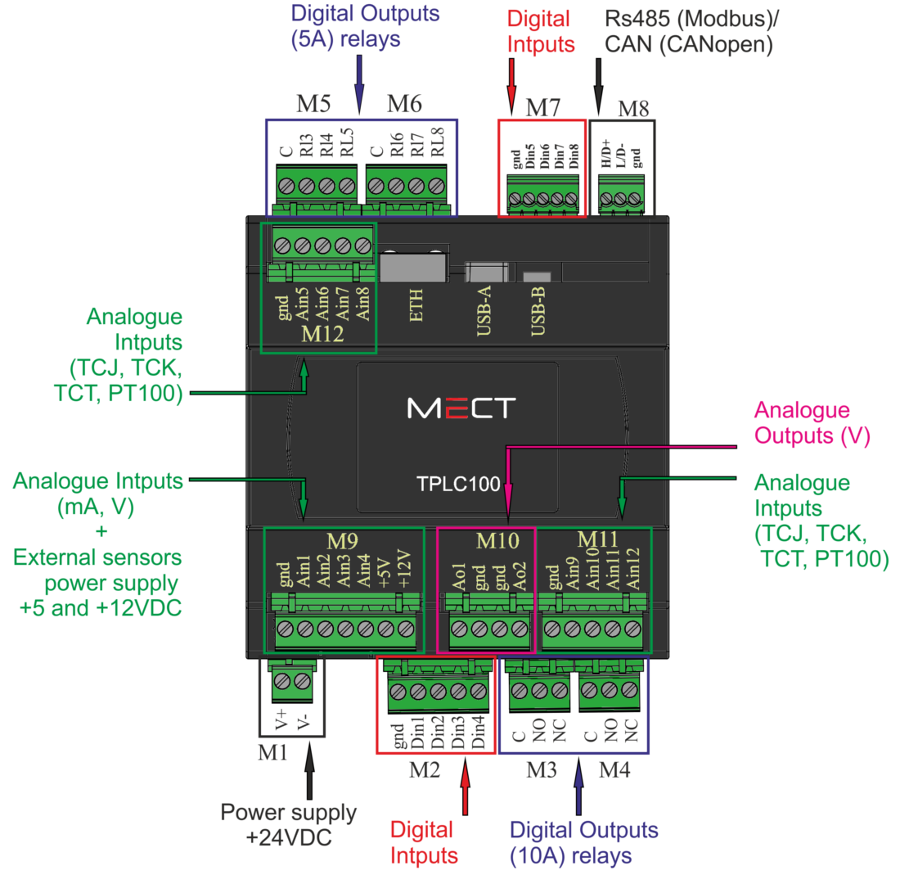 Digital Outputs
(5A) relays
Digital
Intputs
Rs485 (Modbus)/
CAN (CANopen)
M5
M6
M7
M8
C
Rl3
Rl4
RL5
C
Rl6
Rl7
RL8
gnd
Din5
Din6
Din7
Din8
H/D+
L/D-
gnd
gnd
Ain5
Ain6
Ain7
Ain8
M12
ETH
USB-A
USB-B
Analogue
Intputs
(TCJ, TCK,
TCT, PT100)
MECT
TPLC100
Analogue
Outputs (V)
Analogue Intputs
(mA, V)
+
External sensors
power supply
+5 and +12VDC
Analogue
Intputs
(TCJ, TCK,
TCT, PT100)
M9
gnd
Ain1
Ain2
Ain3
Ain4
+5V
+12V
M10
Ao1
gnd
gnd
Ao2
M11
gnd
Ain9
Ain10
Ain11
Ain12
V+
V-
M1
gnd
Din1
Din2
Din3
Din4
M2
C
NO
NC
M3
C
NO
NC
M4
Power supply
+24VDC
Digital
Intputs
Digital Outputs
(10A) relays